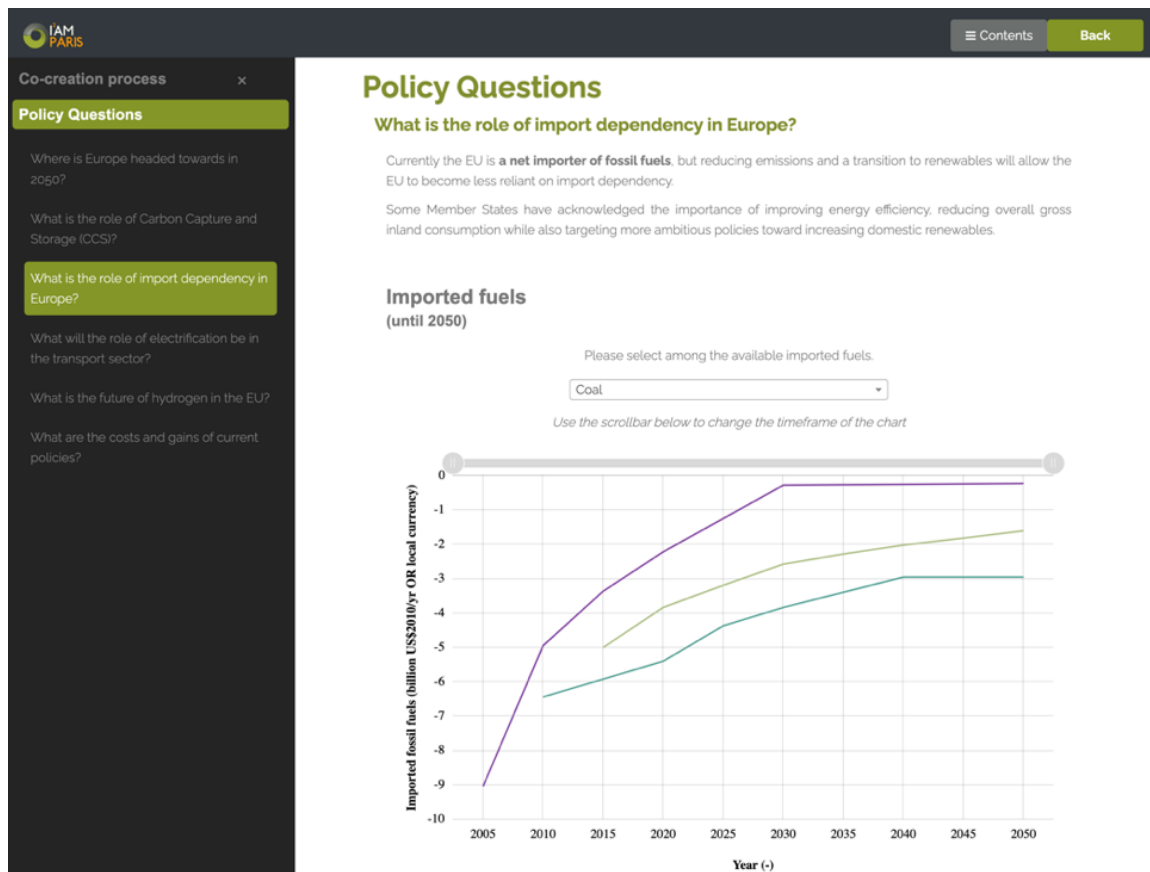 I'AM
PARIS
≡ Contents
Back
Co-creation process ×
Policy Questions
Where is Europe headed towards in
2050?
What is the role of Carbon Capture and
Storage (CCS)?
What is the role of import dependency in
Europe?
What will the role of electrification be in
the transport sector?
What is the future of hydrogen in the EU?
What are the costs and gains of current
policies?
Policy Questions
What is the role of import dependency in Europe?
Currently the EU is a net importer of fossil fuels, but reducing emissions and a transition to renewables will allow the
EU to become less reliant on import dependency.
Some Member States have acknowledged the importance of improving energy efficiency, reducing overall gross
inland consumption while also targeting more ambitious policies toward increasing domestic renewables.
Imported fuels
(until 2050)
Please select among the available imported fuels.
Coal
Use the scrollbar below to change the timeframe of the chart
Imported fossil fuels (billion US$2010/yr OR local currency)
0
-1
-2
-3
-4
-5
-6
-7
-8
-9
-10
2005 2010 2015 2020 2025 2030 2035 2040 2045 2050
Year (-)